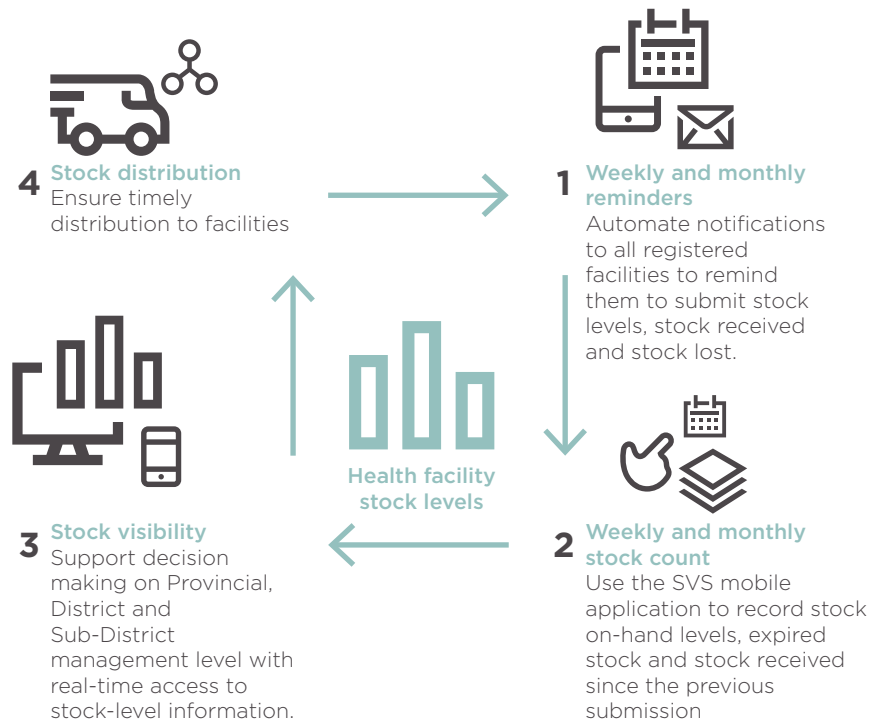 4 Stock distribution
Ensure timely
distribution to facilities
1 Weekly and monthly
reminders
Automate notifications
to all registered
facilities to remind
them to submit stock
levels, stock received
and stock lost.
Health facility
stock levels
3 Stock visibility
Support decision
making on Provincial,
District and
Sub-District
management level with
real-time access to
stock-level information.
2 Weekly and monthly
stock count
Use the SVS mobile
application to record stock
on-hand levels, expired
stock and stock received
since the previous
submission